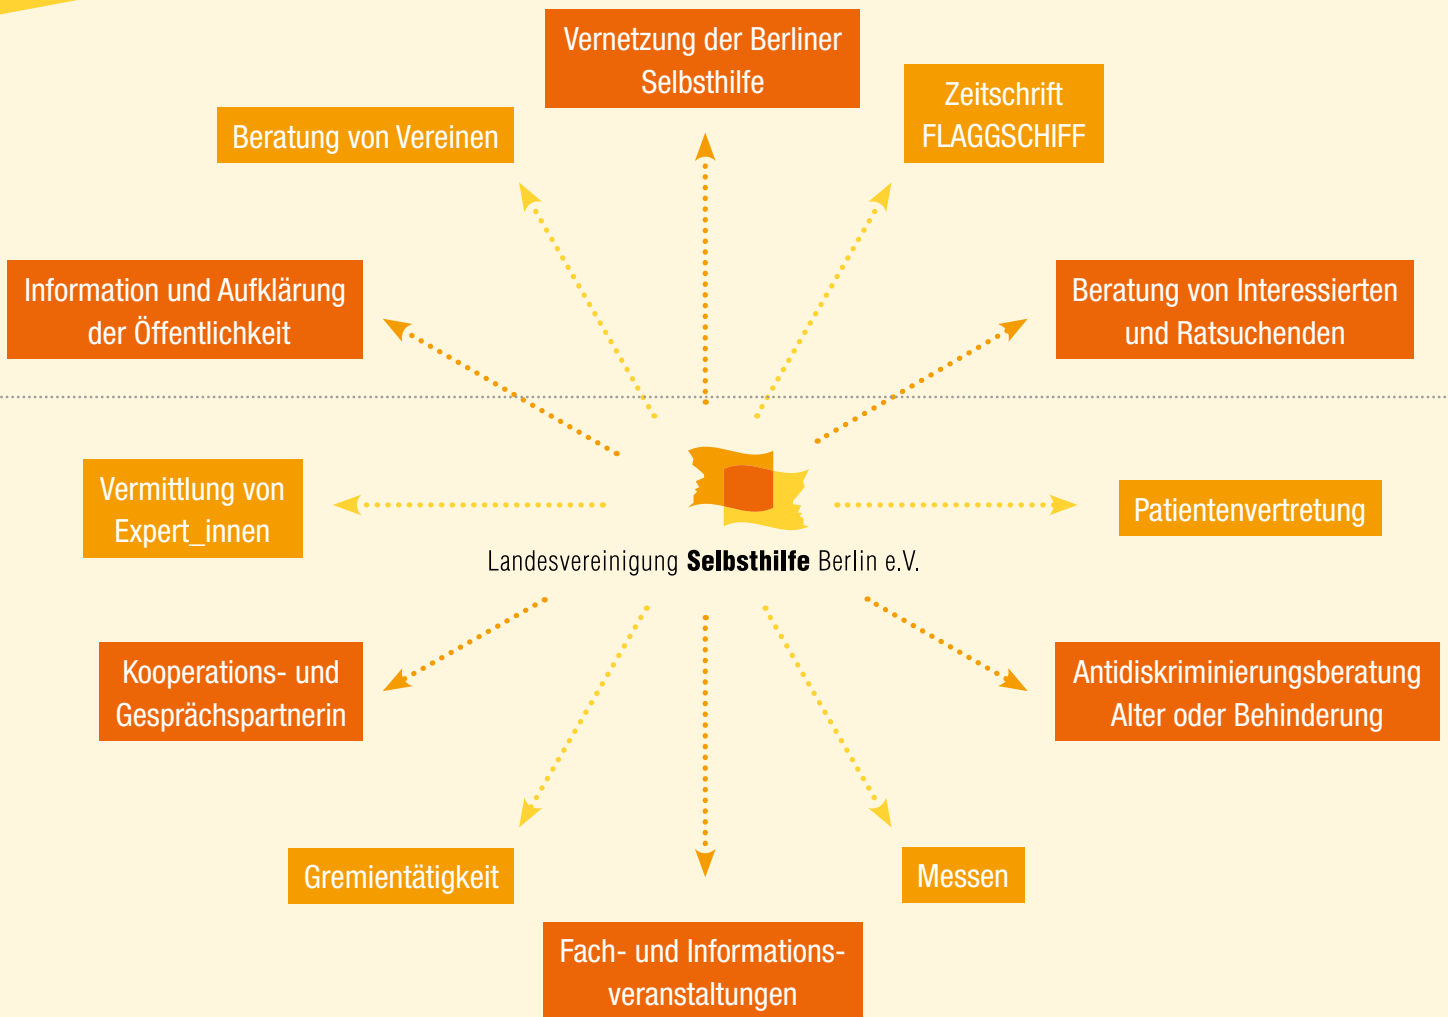 Vernetzung der Berliner
Selbsthilfe
Zeitschrift
FLAGGSCHIFF
Beratung von Vereinen
Information und Aufklärung
der Öffentlichkeit
Beratung von Interessierten
und Ratsuchenden
Vermittlung von
Expert_innen
Patientenvertretung
Landesvereinigung Selbsthilfe Berlin e.V.
Kooperations- und
Gesprächspartnerin
Antidiskriminierungsberatung
Alter oder Behinderung
Gremientätigkeit
Messen
Fach- und Informations-
veranstaltungen